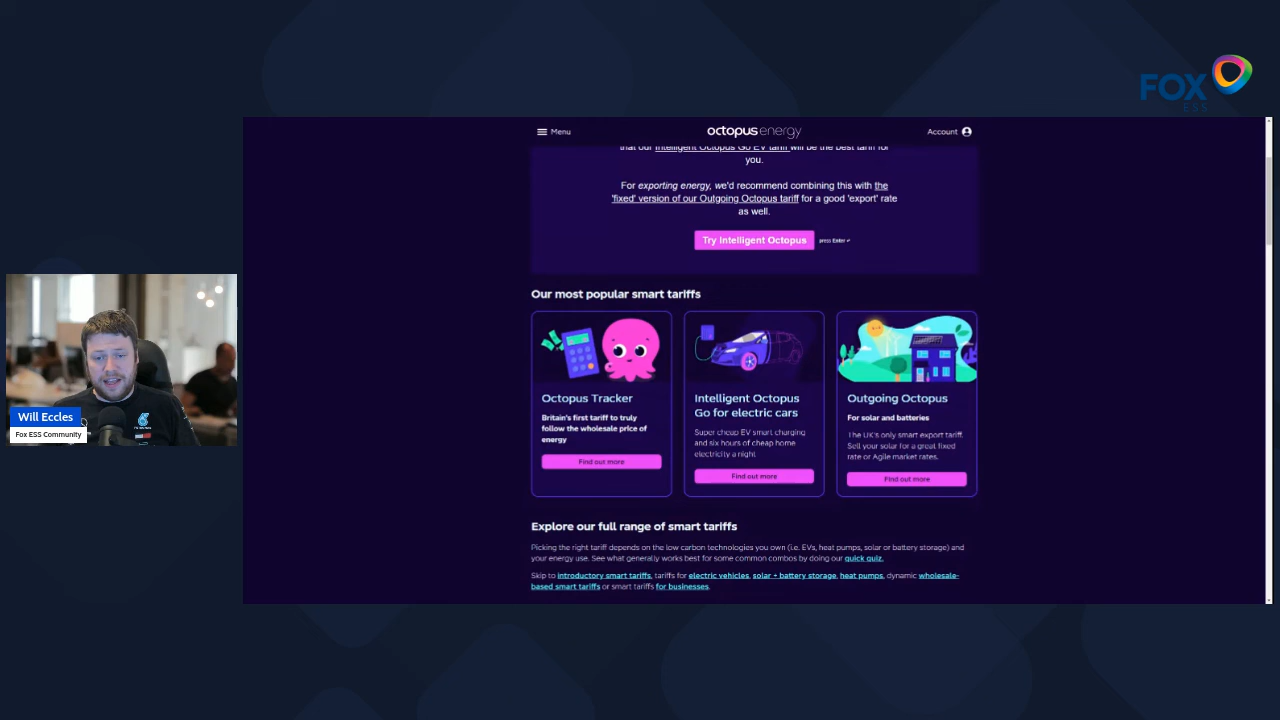 FOX
ESS
Menu
octopus energy
Account
that our Intelligent Octopus Go EV tariff will be the best tariff for
you.
For exporting energy, we'd recommend combining this with the
'fixed' version of our Outgoing Octopus tariff for a good 'export' rate
as well.
Try Intelligent Octopus
press Enter ↵
Our most popular smart tariffs
Octopus Tracker
Britain's first tariff to truly
follow the wholesale price of
energy
Find out more
Intelligent Octopus
Go for electric cars
Super cheap EV smart charging
and six hours of cheap home
electricity a night
Find out more
Outgoing Octopus
For solar and batteries
The UK's only smart export tariff.
Sell your solar for a great fixed
rate or Agile market rates.
Find out more
Explore our full range of smart tariffs
Picking the right tariff depends on the low carbon technologies you own (i.e. EVs, heat pumps, solar or battery storage) and
your energy use. See what generally works best for some common combos by doing our quick quiz.
Skip to introductory smart tariffs, tariffs for electric vehicles, solar + battery storage, heat pumps, dynamic wholesale-
based smart tariffs or smart tariffs for businesses.
Will Eccles
Fox ESS Community